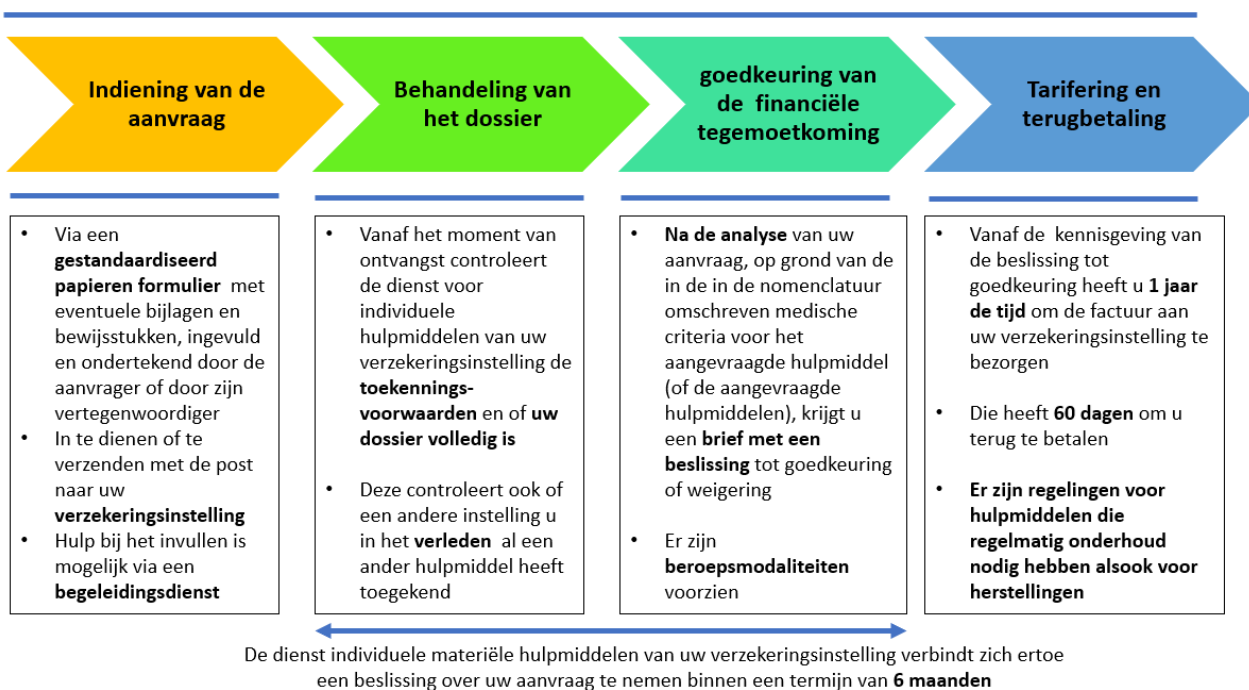 Indiening van de
aanvraag
Behandeling van
het dossier
goedkeuring van
de financiële
tegemoetkoming
Tarifering en
terugbetaling
• Via een
gestandaardiseerd
papieren formulier met
eventuele bijlagen en
bewijsstukken, ingevuld
en ondertekend door de
aanvrager of door zijn
vertegenwoordiger
• In te dienen of te
verzenden met de post
naar uw
verzekeringsinstelling
• Hulp bij het invullen is
mogelijk via een
begeleidingsdienst
• Vanaf het moment van
ontvangst controleert
de dienst voor
individuele
hulpmiddelen van uw
verzekeringsinstelling de
toekennings-
voorwaarden en of uw
dossier volledig is
• Deze controleert ook of
een andere instelling u
in het verleden al een
ander hulpmiddel heeft
toegekend
• Na de analyse van uw
aanvraag, op grond van de
in de in de nomenclatuur
omschreven medische
criteria voor het
aangevraagde hulpmiddel
(of de aangevraagde
hulpmiddelen), krijgt u
een brief met een
beslissing tot goedkeuring
of weigering
• Er zijn
beroepsmodaliteiten
voorzien
• Vanaf de kennisgeving van
de beslissing tot
goedkeuring heeft u 1 jaar
de tijd om de factuur aan
uw verzekeringsinstelling te
bezorgen
• Die heeft 60 dagen om u
terug te betalen
• Er zijn regelingen voor
hulpmiddelen die
regelmatig onderhoud
nodig hebben alsook voor
herstellingen
De dienst individuele materiële hulpmiddelen van uw verzekeringsinstelling verbindt zich ertoe
een beslissing over uw aanvraag te nemen binnen een termijn van 6 maanden